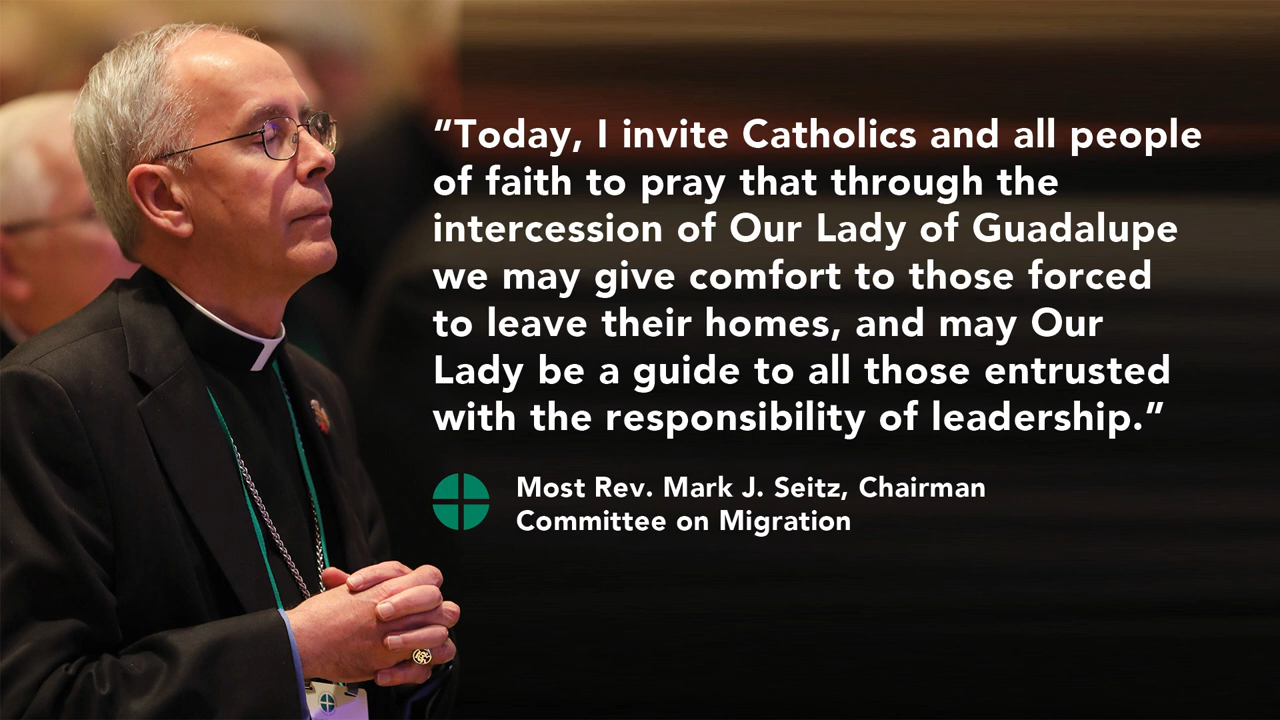 “Today, I invite Catholics and all people
of faith to pray that through the
intercession of Our Lady of Guadalupe
we may give comfort to those forced
to leave their homes, and may Our
Lady be a guide to all those entrusted
with the responsibility of leadership.”
Most Rev. Mark J. Seitz, Chairman
Committee on Migration